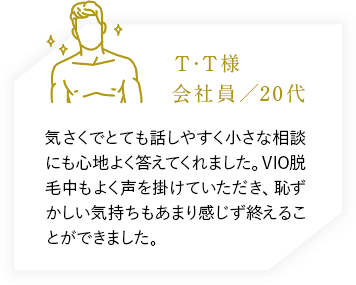 T・T様
会社員／20代
気さくでとても話しやすく小さな相談
にも心地よく答えてくれました。VIO脱
毛中もよく声を掛けていただき、恥ず
かしい気持ちもあまり感じず終えるこ
とができました。